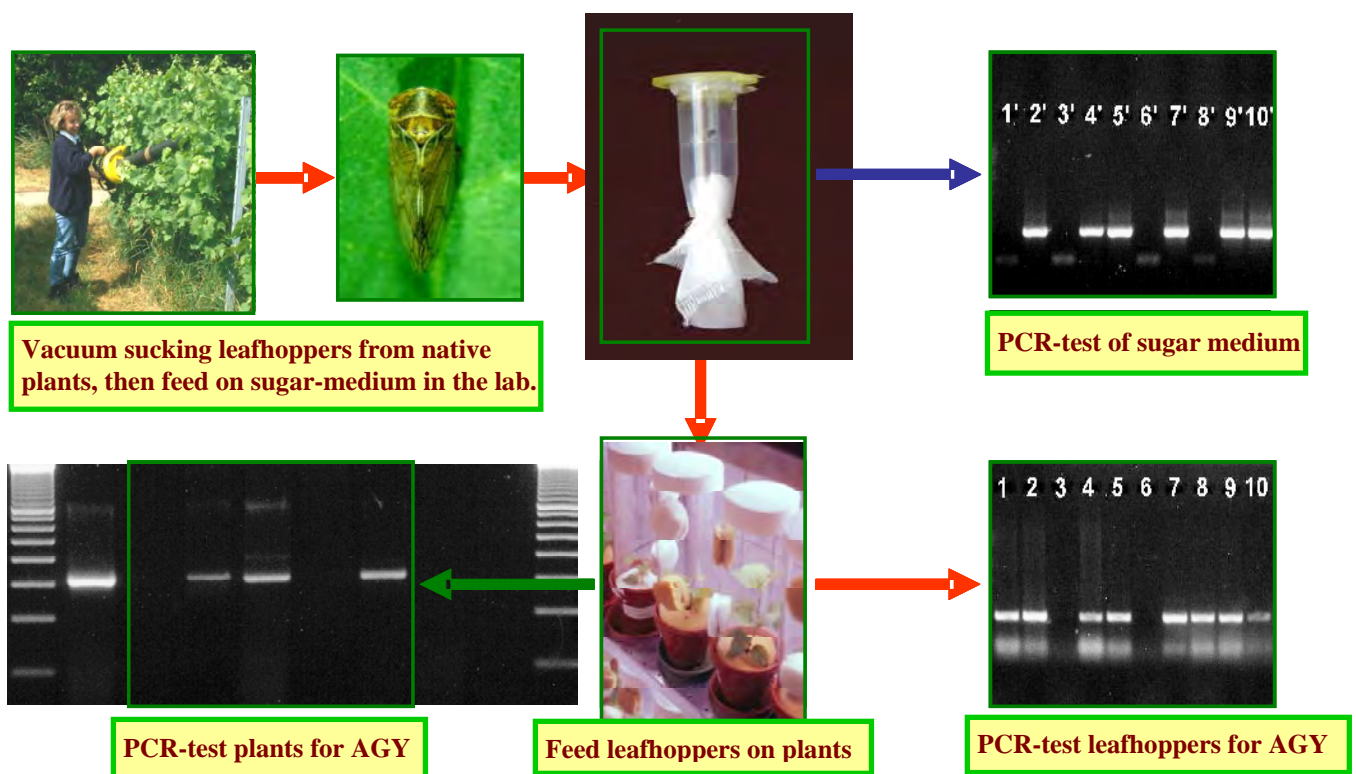 1' 2' 3' 4' 5' 6' 7' 8' 9' 10'
Vacuum sucking leafhoppers from native
plants, then feed on sugar-medium in the lab.
PCR-test of sugar medium
1 2 3 4 5 6 7 8 9 10
PCR-test plants for AGY
Feed leafhoppers on plants
PCR-test leafhoppers for AGY